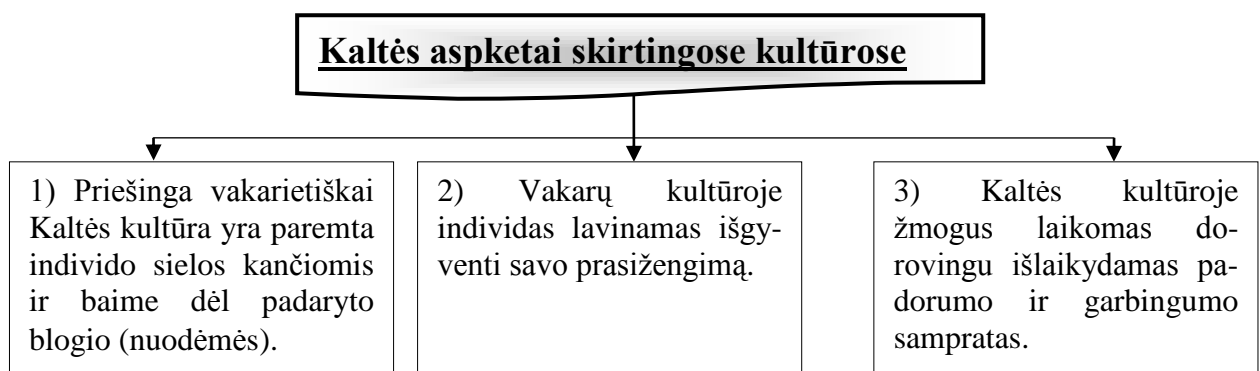 Kaltės aspketai skirtingose kultūrose
1) Priešinga vakarietiškai
Kaltės kultūra yra paremta
individo sielos kančiomis
ir baime dėl padaryto
blogio (nuodėmės).
2) Vakarų kultūroje
individas lavinamas išgy-
venti savo prasižengimą.
3) Kaltės kultūroje
žmogus laikomas do-
rovingu išlaikydamas pa-
dorumo ir garbingumo
sampratas.